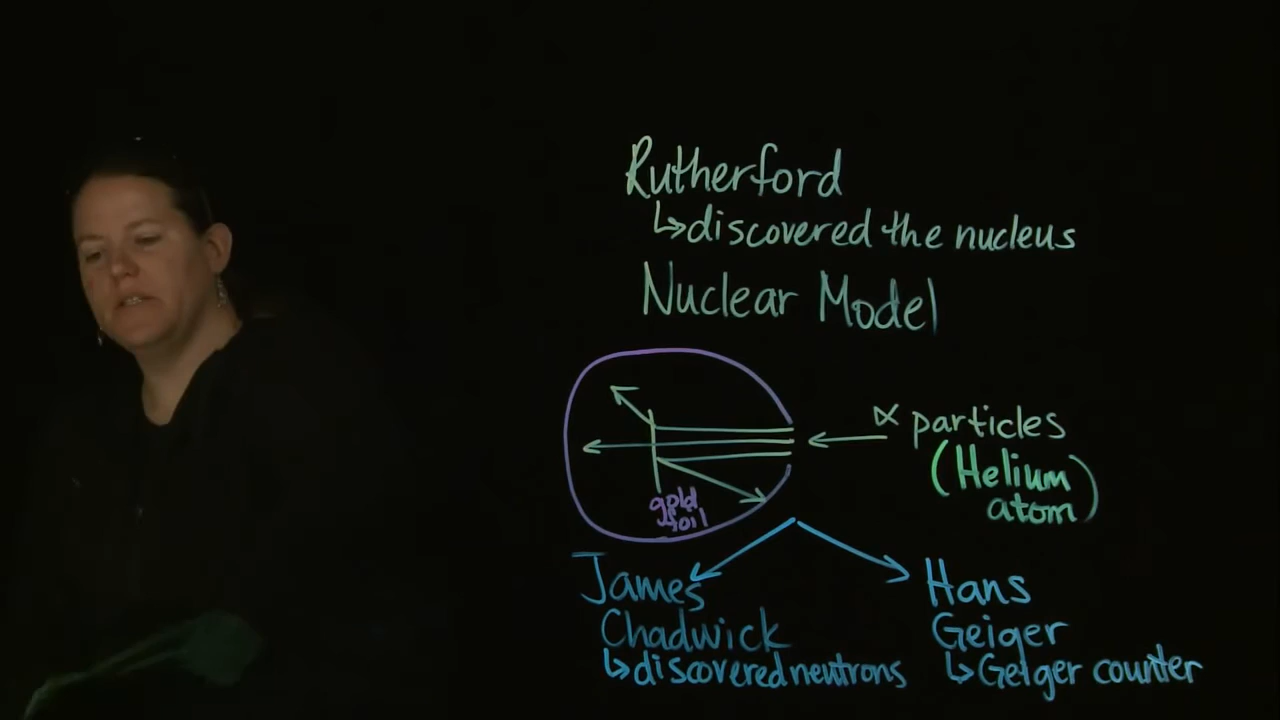 Rutherford
↳discovered the nucleus
Nuclear Model
∝ particles
(Helium
atom)
gold
foil
James
Chadwick
↳discovered neutrons
Hans
Geiger
↳Geiger counter